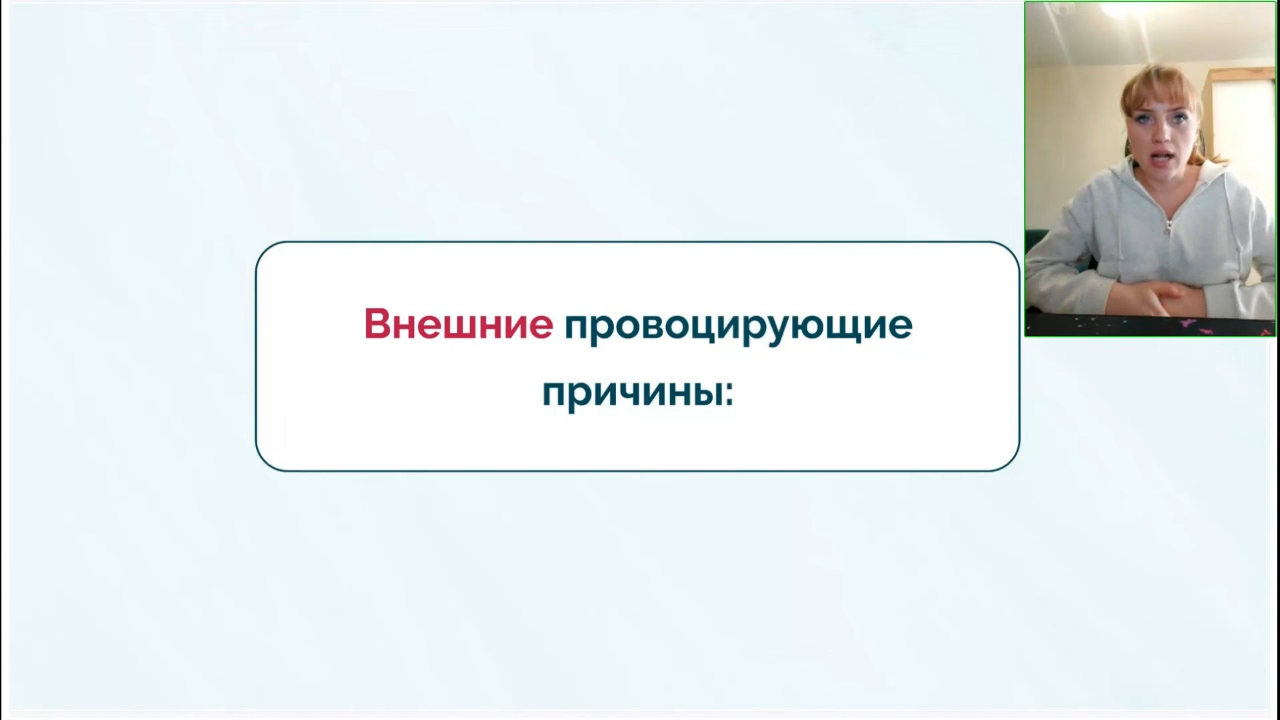 Внешние провоцирующие
причины: